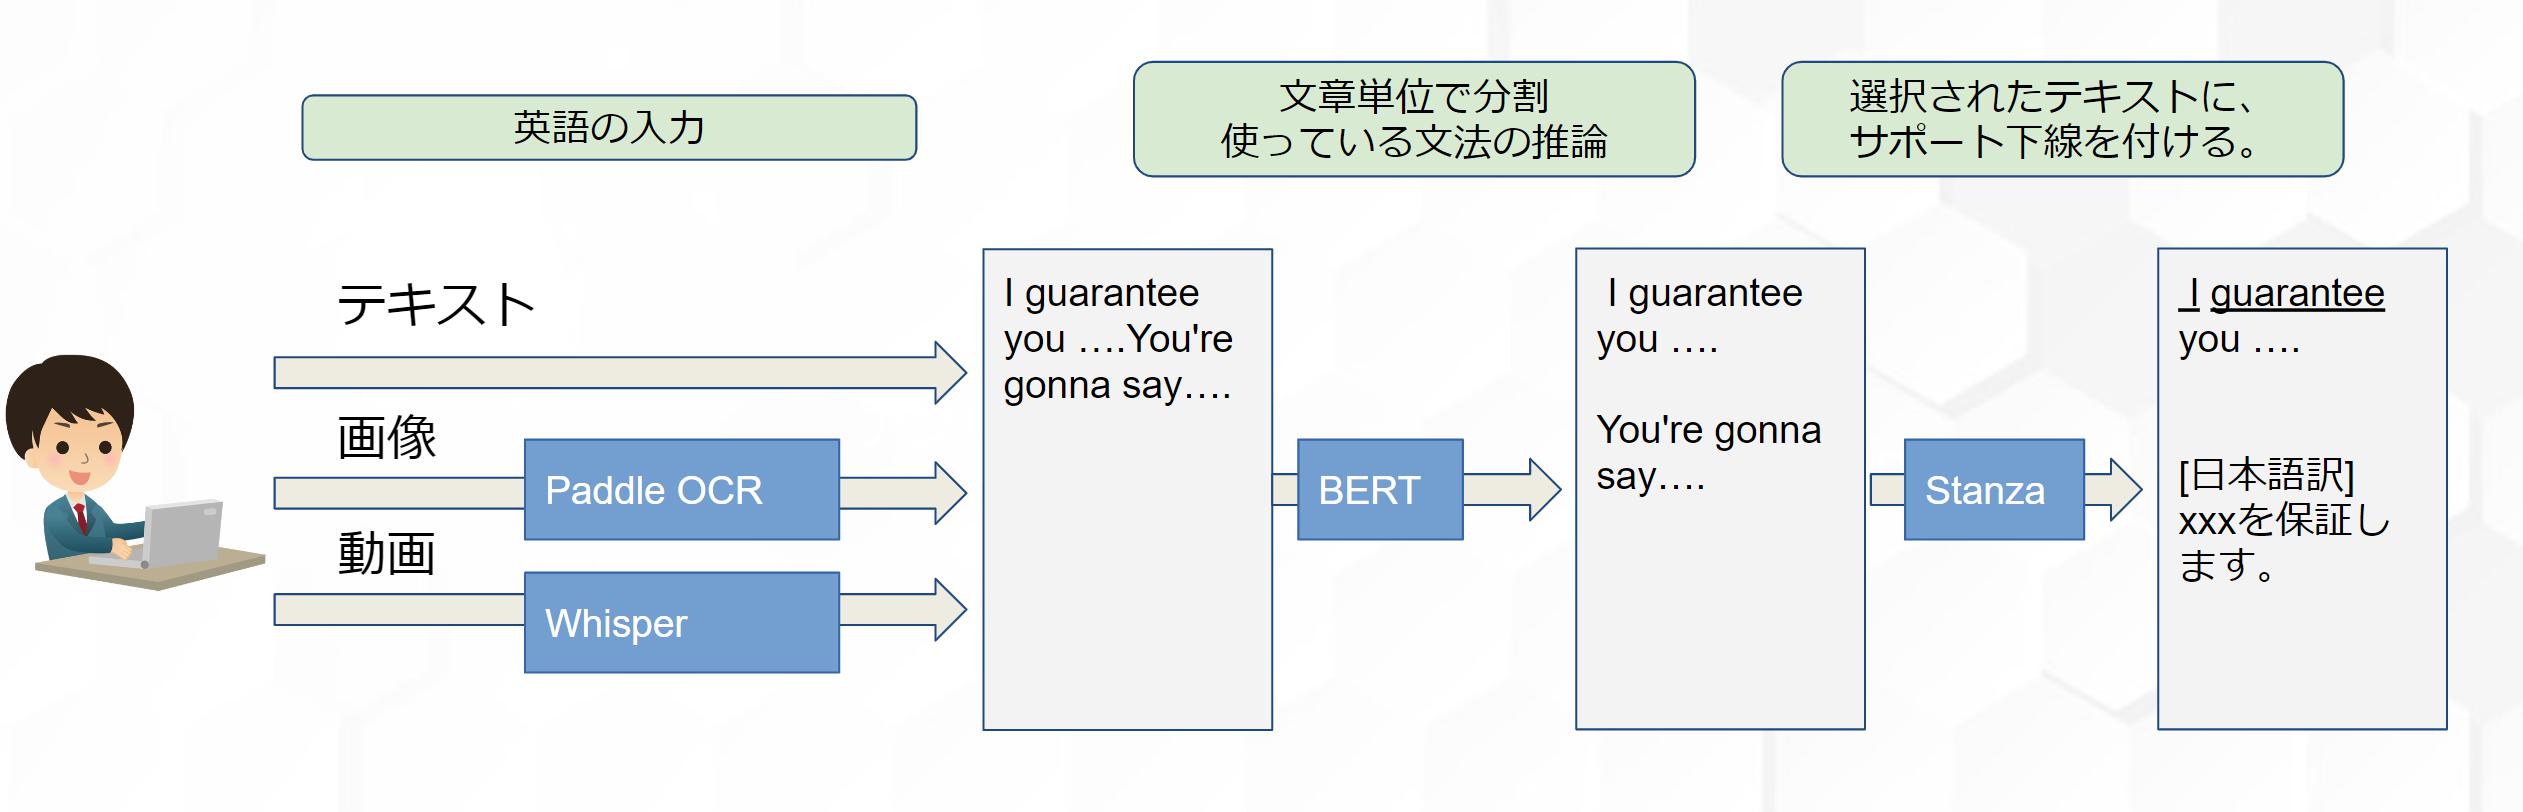 英語の入力
文章単位で分割
使っている文法の推論
選択されたテキストに、
サポート下線を付ける。
テキスト
画像
Paddle OCR
動画
Whisper
I guarantee
you ….You're
gonna say….
BERT
I guarantee
you ….
You're gonna
say….
Stanza
I guarantee
you ….
[日本語訳]
xxxを保証し
ます。